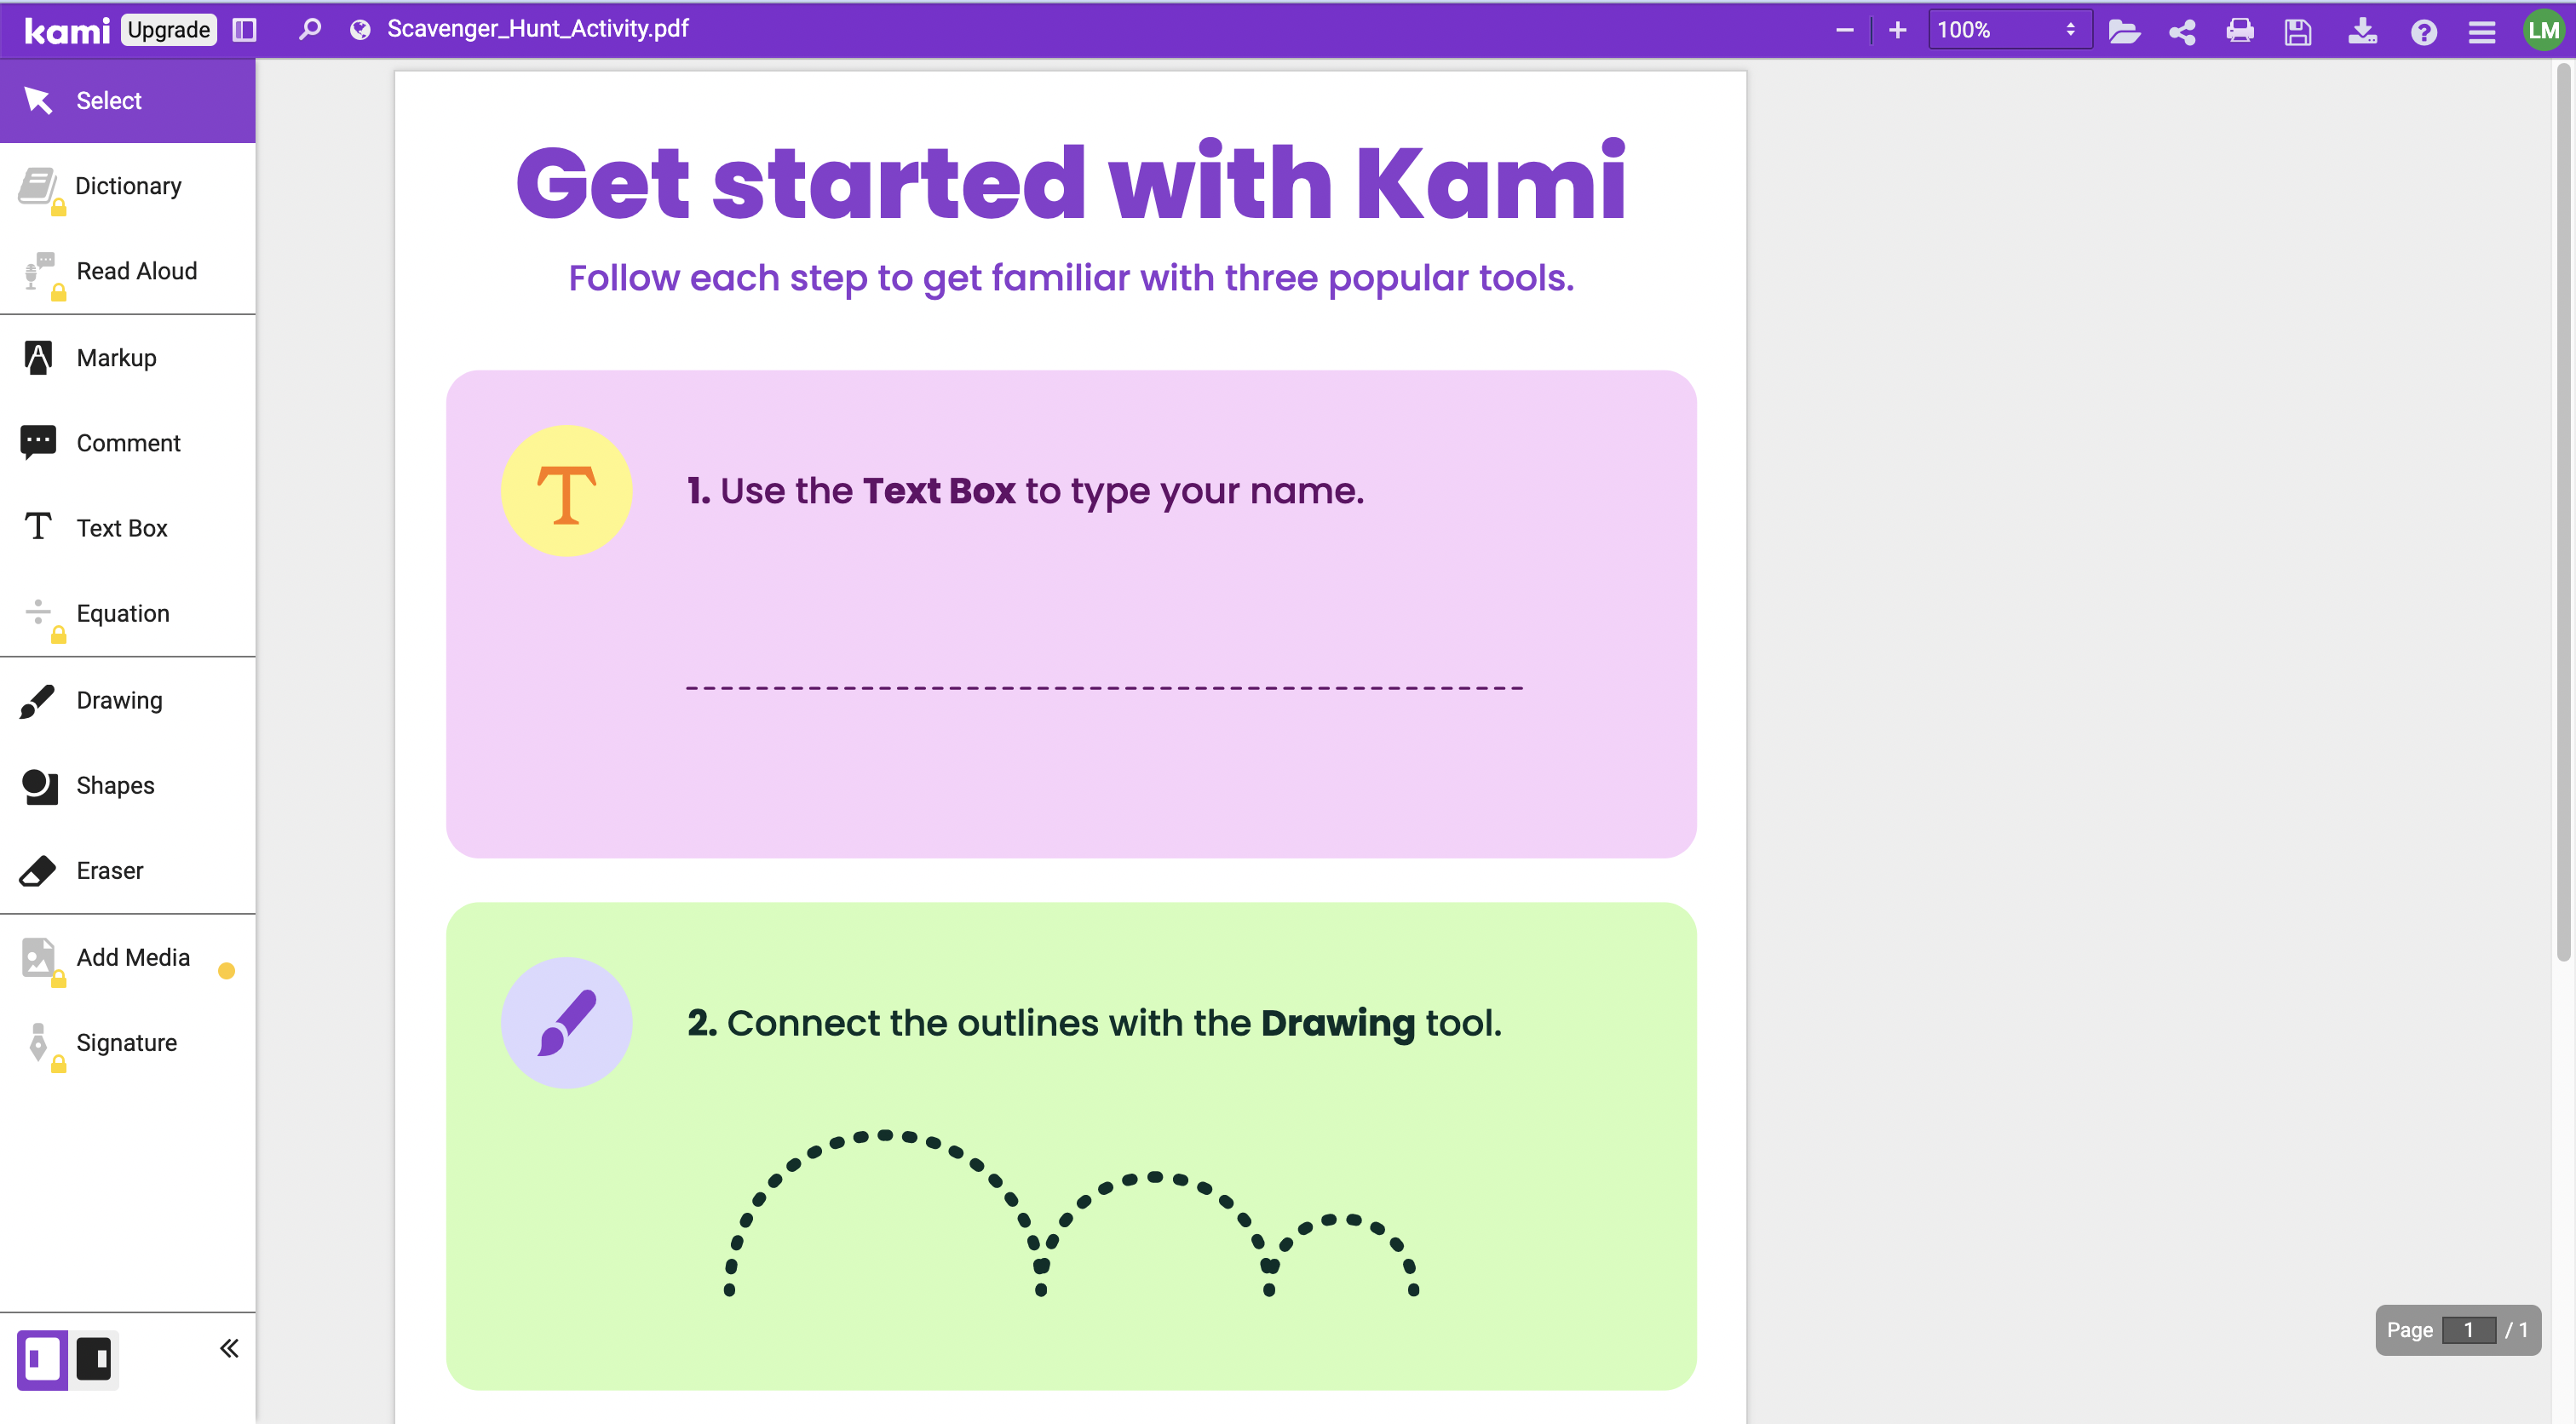 kami Upgrade Scavenger_Hunt_Activity.pdf 100% LM
Select
Dictionary
Read Aloud
Markup
Comment
Text Box
Equation
Drawing
Shapes
Eraser
Add Media
Signature
Get started with Kami
Follow each step to get familiar with three popular tools.
T
1. Use the Text Box to type your name.
2. Connect the outlines with the Drawing tool.
Page 1 / 1